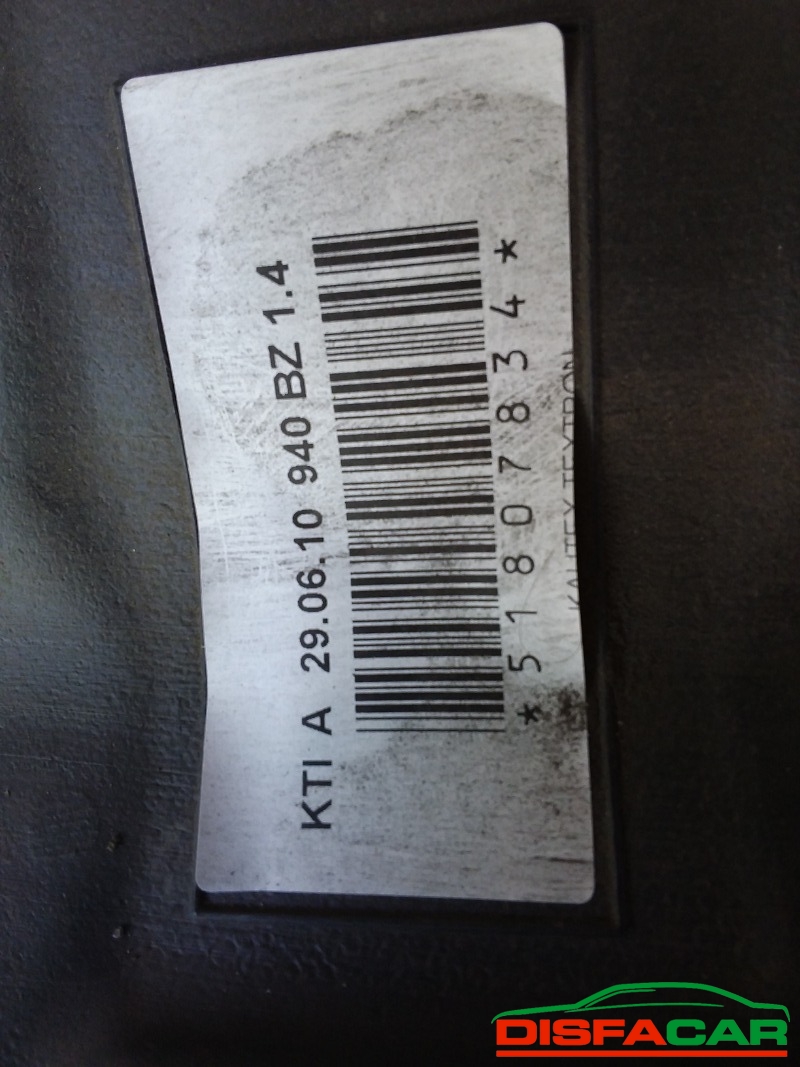 KTI A 29.06.10 940 BZ 1.4
*51807834*
KAUTEX TEXTRON
DISFACAR